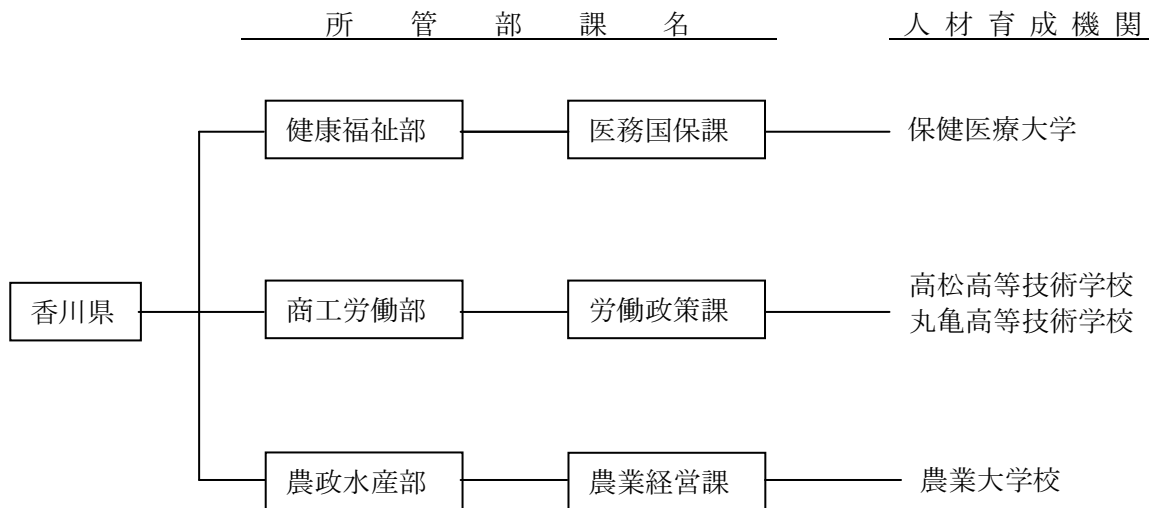 所管部課名
人材育成機関
健康福祉部
医務国保課
保健医療大学
香川県
商工労働部
労働政策課
高松高等技術学校
丸亀高等技術学校
農政水産部
農業経営課
農業大学校